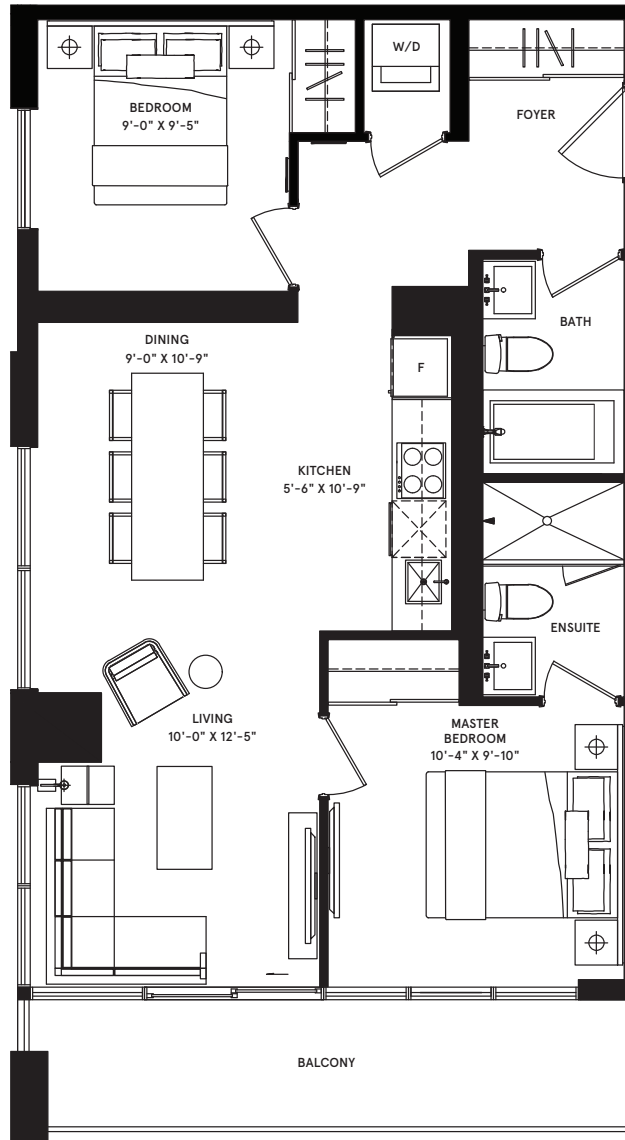 W/D
BEDROOM
9'-0" X 9'-5"
FOYER
BATH
DINING
9'-0" X 10'-9"
F
KITCHEN
5'-6" X 10'-9"
ENSUITE
LIVING
10'-0" X 12'-5"
MASTER
BEDROOM
10'-4" X 9'-10"
BALCONY